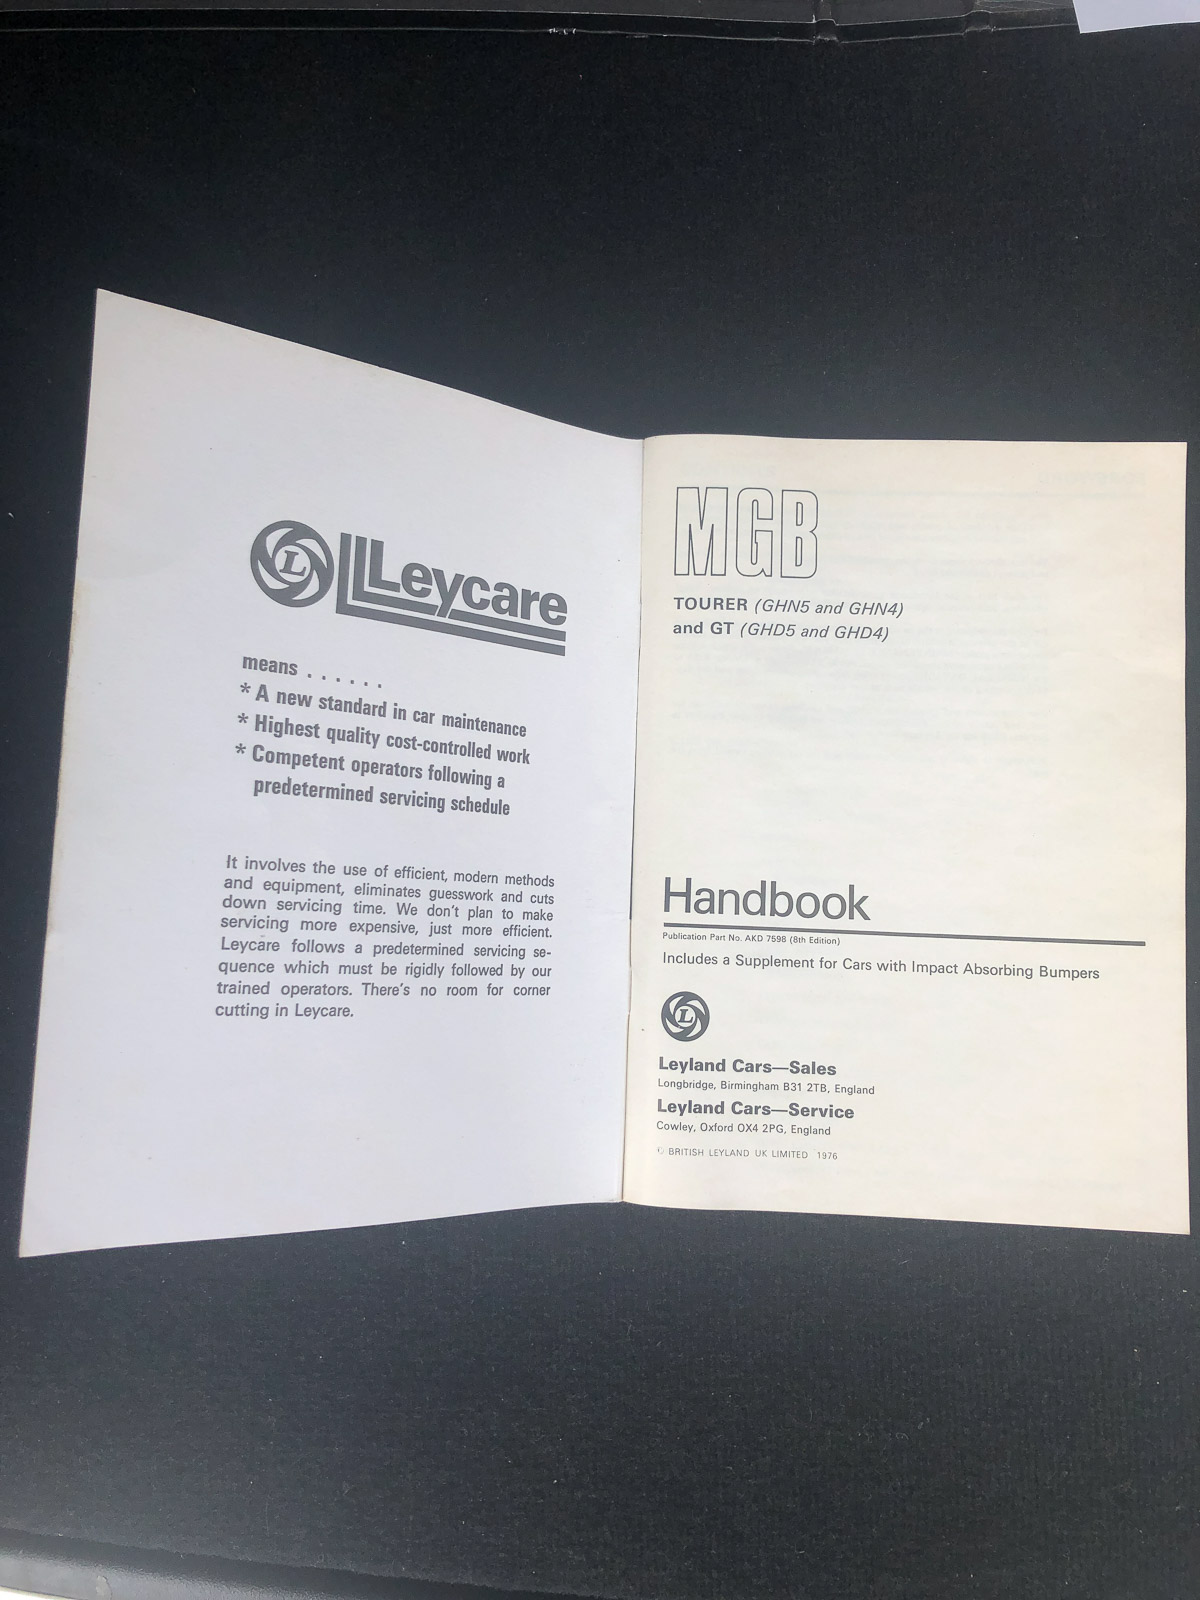 L Leycare
means . . . . . .
* A new standard in car maintenance
* Highest quality cost-controlled work
* Competent operators following a
predetermined servicing schedule
It involves the use of efficient, modern methods
and equipment, eliminates guesswork and cuts
down servicing time. We don't plan to make
servicing more expensive, just more efficient.
Leycare follows a predetermined servicing se-
quence which must be rigidly followed by our
trained operators. There's no room for corner
cutting in Leycare.
MGB
TOURER (GHN5 and GHN4)
and GT (GHD5 and GHD4)
Handbook
Publication Part No. AKD 7598 (8th Edition)
Includes a Supplement for Cars with Impact Absorbing Bumpers
L
Leyland Cars—Sales
Longbridge, Birmingham B31 2TB, England
Leyland Cars—Service
Cowley, Oxford OX4 2PG, England
© BRITISH LEYLAND UK LIMITED 1976